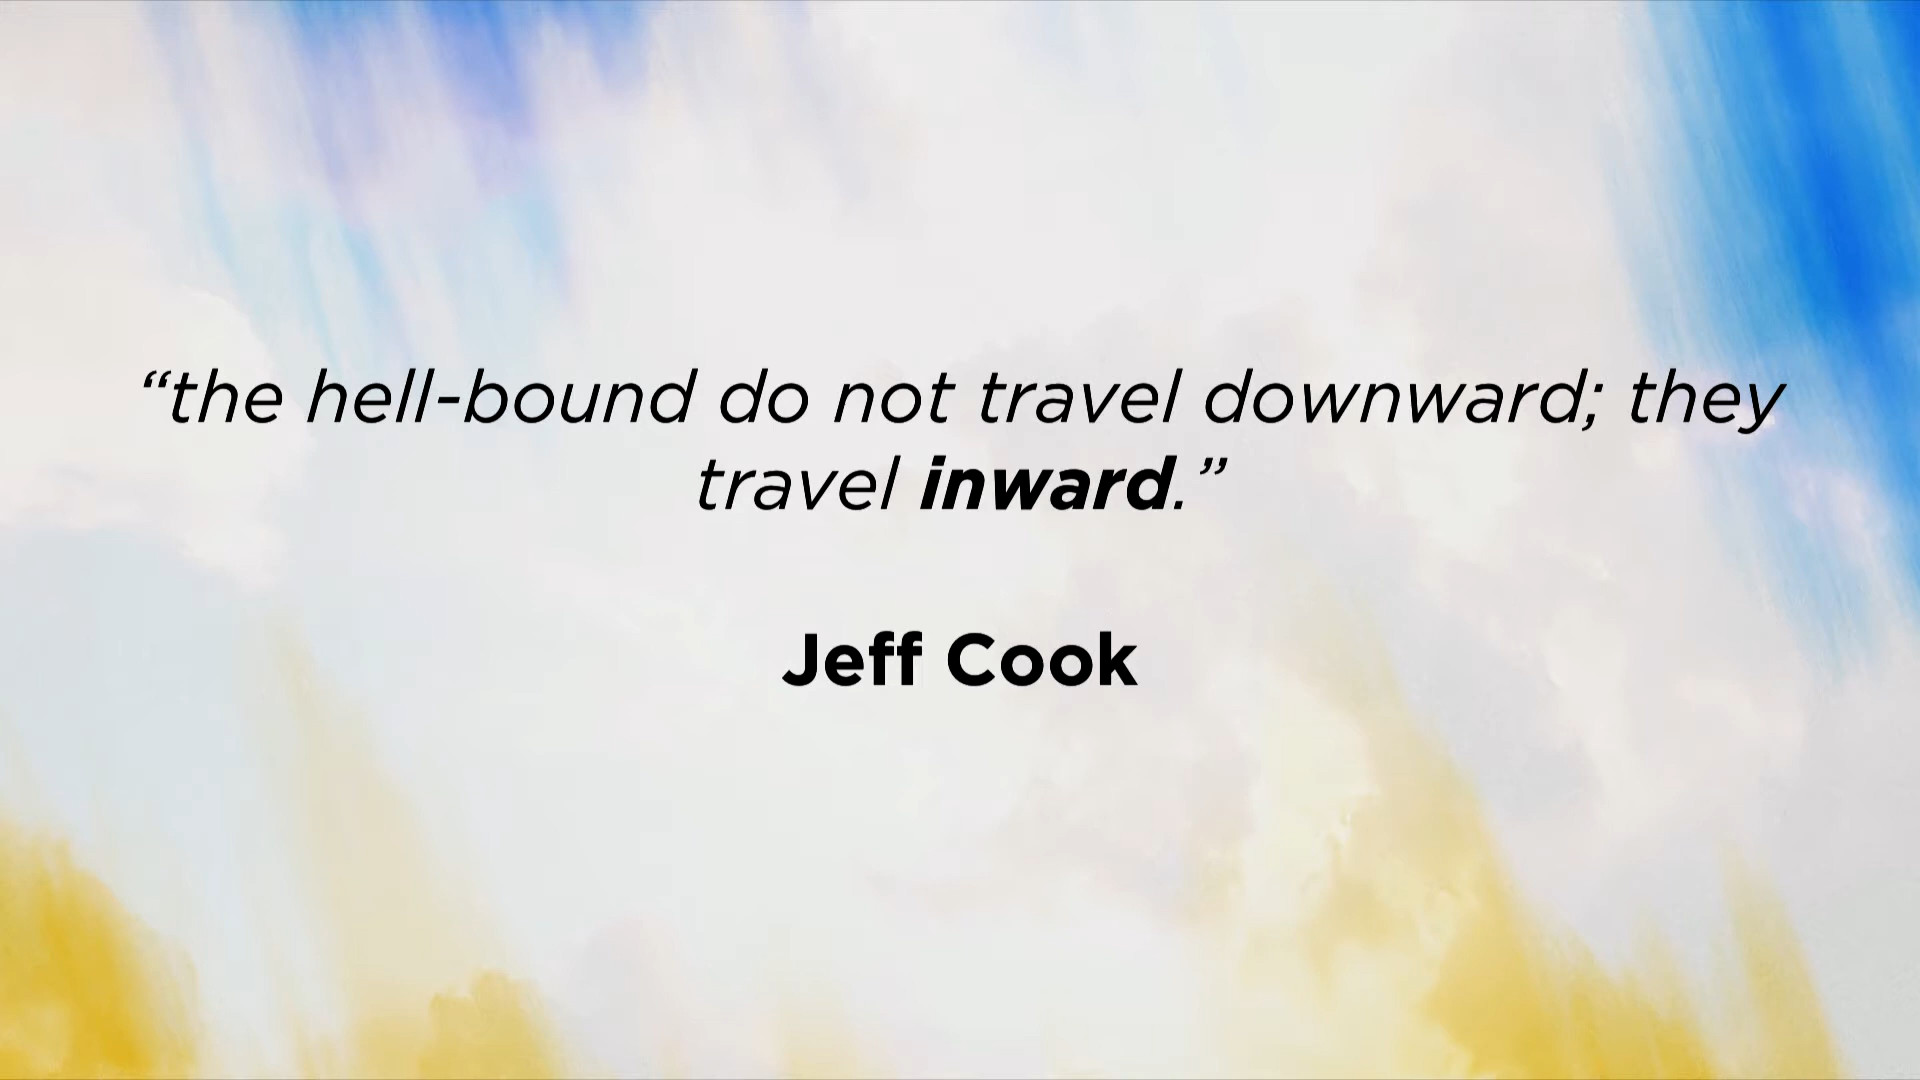 “the hell-bound do not travel downward; they
travel inward.”
Jeff Cook